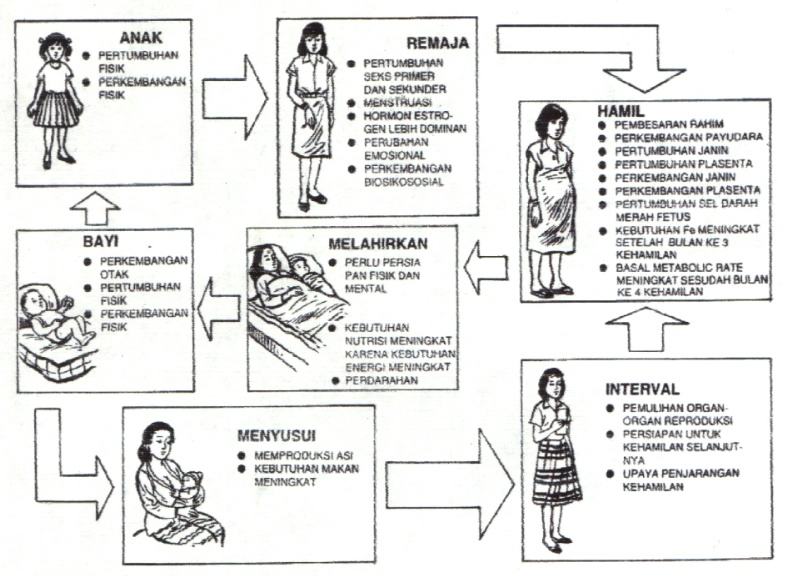 ANAK
● PERTUMBUHAN
FISIK
● PERKEMBANGAN
FISIK
REMAJA
● PERTUMBUHAN
SEKS PRIMER
DAN SEKUNDER
● MENSTRUASI
● HORMON ESTRO-
GEN LEBIH DOMINAN
● PERUBAHAN
EMOSIONAL
● PERKEMBANGAN
BIOSIKOSOSIAL
HAMIL
● PEMBESARAN RAHIM
● PERKEMBANGAN PAYUDARA
● PERTUMBUHAN JANIN
● PERTUMBUHAN PLASENTA
● PERKEMBANGAN JANIN
● PERKEMBANGAN PLASENTA
● PERTUMBUHAN SEL DARAH
MERAH FETUS
● KEBUTUHAN Fe MENINGKAT
SETELAH BULAN KE 3
KEHAMILAN
● BASAL METABOLIC RATE
MENINGKAT SESUDAH BULAN
KE 4 KEHAMILAN
MELAHIRKAN
● PERLU PERSIA
PAN FISIK DAN
MENTAL
● KEBUTUHAN
NUTRISI MENINGKAT
KARENA KEBUTUHAN
ENERGI MENINGKAT
● PERDARAHAN
BAYI
● PERKEMBANGAN
OTAK
● PERTUMBUHAN
FISIK
● PERKEMBANGAN
FISIK
MENYUSUI
● MEMPRODUKSI ASI
● KEBUTUHAN MAKAN
MENINGKAT
INTERVAL
● PEMULIHAN ORGAN-
ORGAN REPRODUKSI
● PERSIAPAN UNTUK
KEHAMILAN SELANJUT-
NYA
● UPAYA PENJARANGAN
KEHAMILAN